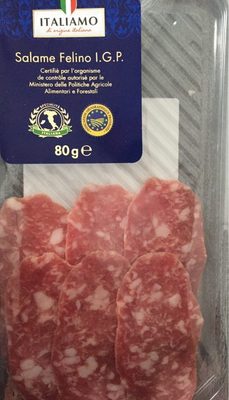 ITALIAMO
di origine italiana
Salame Felino I.G.P.
Certifié par l'organisme
de contrôle autorisé par le
Ministero delle Politiche Agricole
Alimentari e Forestali
80 g e